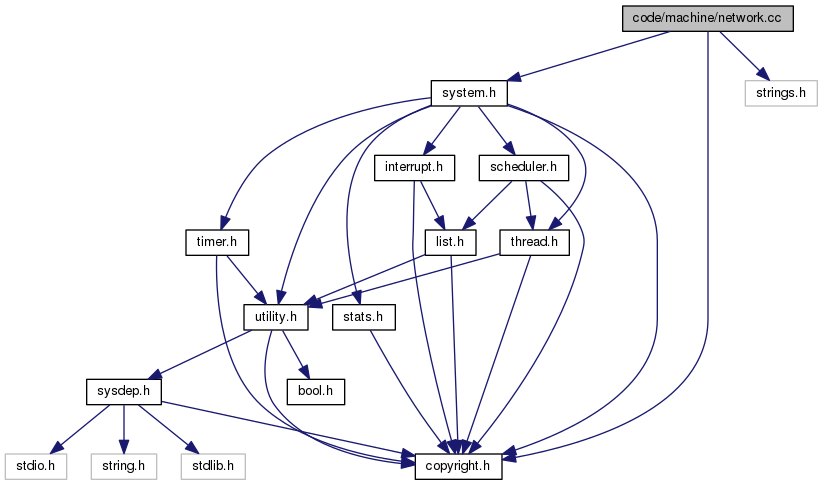 code/machine/network.cc
system.h
strings.h
interrupt.h
scheduler.h
timer.h
list.h
thread.h
utility.h
stats.h
sysdep.h
bool.h
stdio.h
string.h
stdlib.h
copyright.h